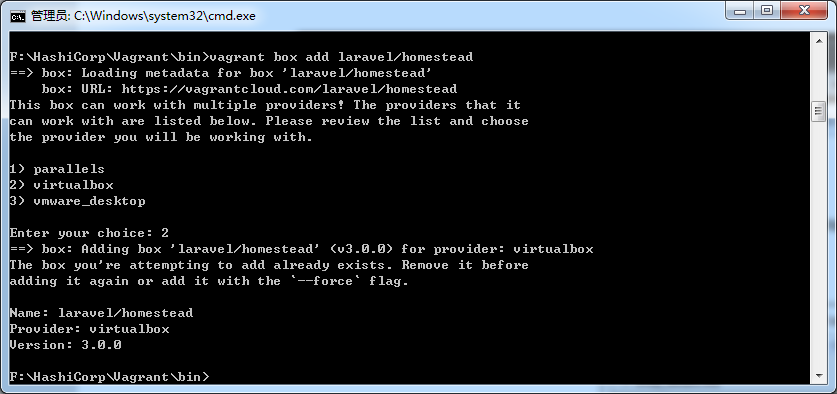 管理员: C:\Windows\system32\cmd.exe
F:\HashiCorp\Vagrant\bin>vagrant box add laravel/homestead
==> box: Loading metadata for box 'laravel/homestead'
    box: URL: https://vagrantcloud.com/laravel/homestead
This box can work with multiple providers! The providers that it
can work with are listed below. Please review the list and choose
the provider you will be working with.
1) parallels
2) virtualbox
3) vmware_desktop
Enter your choice: 2
==> box: Adding box 'laravel/homestead' (v3.0.0) for provider: virtualbox
The box you're attempting to add already exists. Remove it before
adding it again or add it with the `--force` flag.
Name: laravel/homestead
Provider: virtualbox
Version: 3.0.0
F:\HashiCorp\Vagrant\bin>